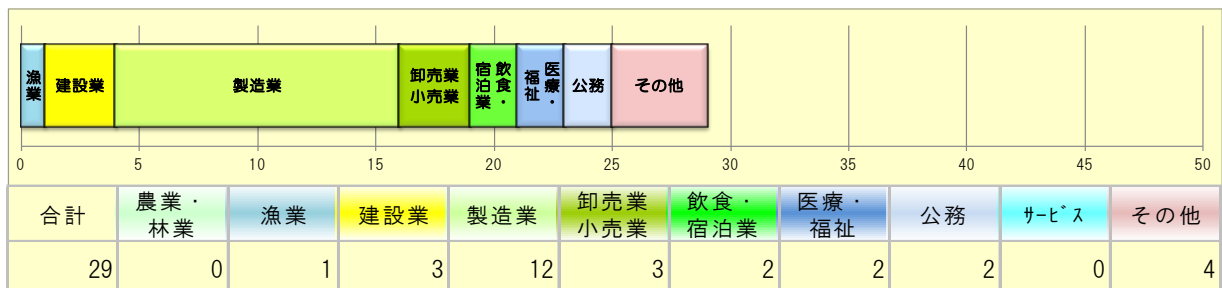 漁業
建設業
製造業
卸売業
小売業
飲食・
宿泊業
医療・
福祉
公務
その他
0 5 10 15 20 25 30 35 40 45 50
合計 農業・林業 漁業 建設業 製造業 卸売業小売業 飲食・宿泊業 医療・福祉 公務 ｻｰﾋﾞｽ その他
29 0 1 3 12 3 2 2 2 0 4